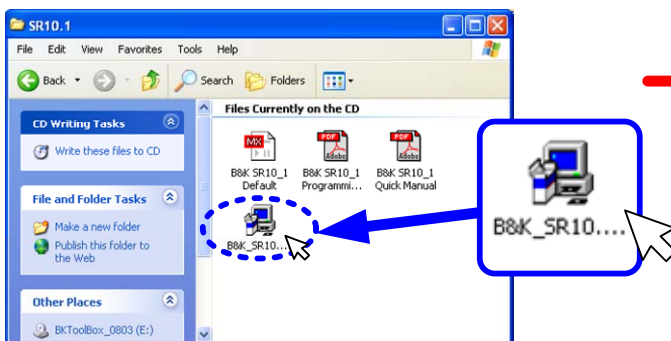 SR10.1
File Edit View Favorites Tools Help
Back Search Folders
CD Writing Tasks
Write these files to CD
File and Folder Tasks
Make a new folder
Publish this folder to
the Web
Other Places
BKToolBox_0803 (E:)
Files Currently on the CD
MX
B&K SR10_1
Default
PDF
Adobe
B&K SR10_1
Programmi...
PDF
Adobe
B&K SR10_1
Quick Manual
B&K_SR10....
B&K_SR10....